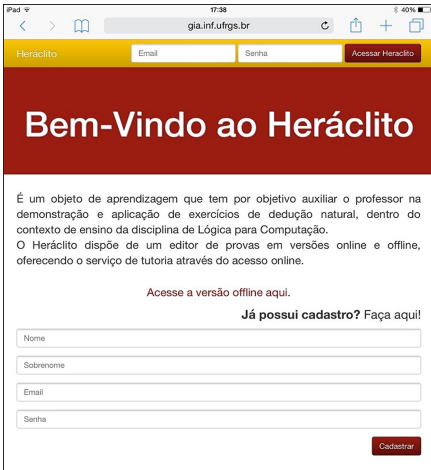 iPad 17:38 40%
gia.inf.ufrgs.br
Heráclito Email Senha Acessar Heraclito
Bem-Vindo ao Heráclito
É um objeto de aprendizagem que tem por objetivo auxiliar o professor na
demonstração e aplicação de exercícios de dedução natural, dentro do
contexto de ensino da disciplina de Lógica para Computação.
O Heráclito dispõe de um editor de provas em versões online e offline,
oferecendo o serviço de tutoria através do acesso online.
Acesse a versão offline aqui.
Já possui cadastro? Faça aqui!
Nome
Sobrenome
Email
Senha
Cadastrar